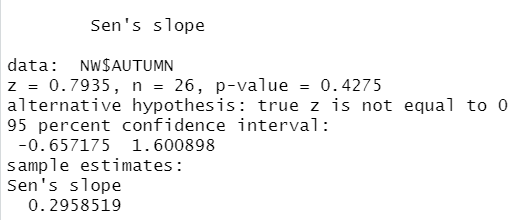 Sen's slope
data:  NW$AUTUMN
z = 0.7935, n = 26, p-value = 0.4275
alternative hypothesis: true z is not equal to 0
95 percent confidence interval:
 -0.657175  1.600898
sample estimates:
Sen's slope
  0.2958519